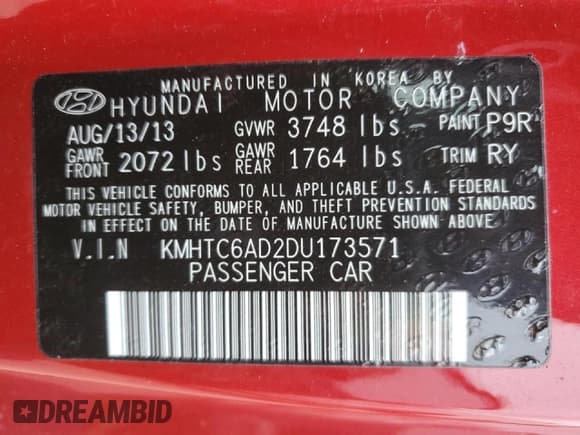 MANUFACTURED IN KOREA BY
HYUNDAI MOTOR COMPANY
AUG/13/13 GVWR 3748 lbs PAINT P9R
GAWR FRONT 2072 lbs GAWR REAR 1764 lbs TRIM RY
THIS VEHICLE CONFORMS TO ALL APPLICABLE U.S.A. FEDERAL
MOTOR VEHICLE SAFETY, BUMPER, AND THEFT PREVENTION STANDARDS
IN EFFECT ON THE DATE OF MANUFACTURE SHOWN ABOVE.
V.I.N KMHTC6AD2DU173571
PASSENGER CAR
DREAMBID